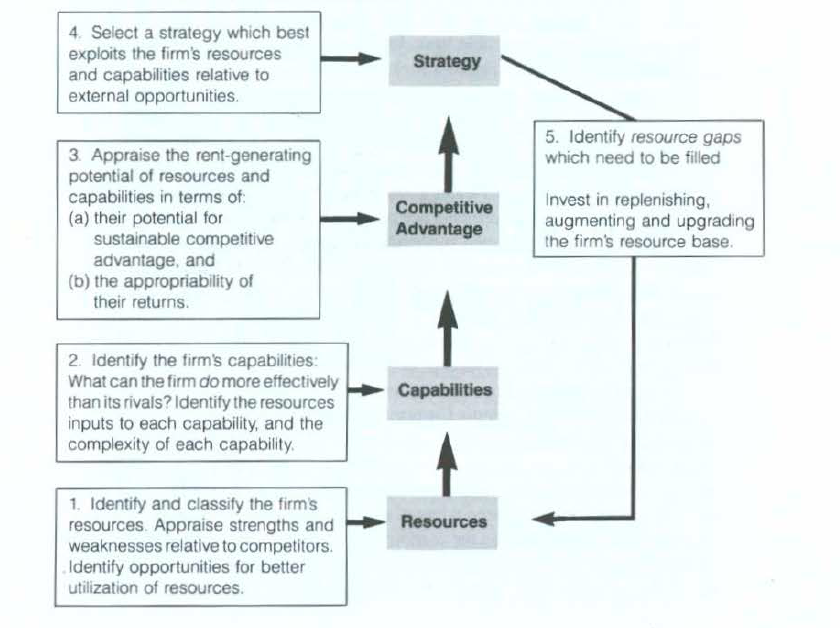 4. Select a strategy which best
exploits the firm's resources
and capabilities relative to
external opportunities.
Strategy
5. Identify resource gaps
which need to be filled
Invest in replenishing,
augmenting and upgrading
the firm's resource base.
3. Appraise the rent-generating
potential of resources and
capabilities in terms of:
(a) their potential for
sustainable competitive
advantage, and
(b) the appropriability of
their returns.
Competitive
Advantage
2. Identify the firm's capabilities:
What can the firm do more effectively
than its rivals? Identify the resources
inputs to each capability, and the
complexity of each capability.
Capabilities
1. Identify and classify the firm's
resources. Appraise strengths and
weaknesses relative to competitors.
Identify opportunities for better
utilization of resources.
Resources